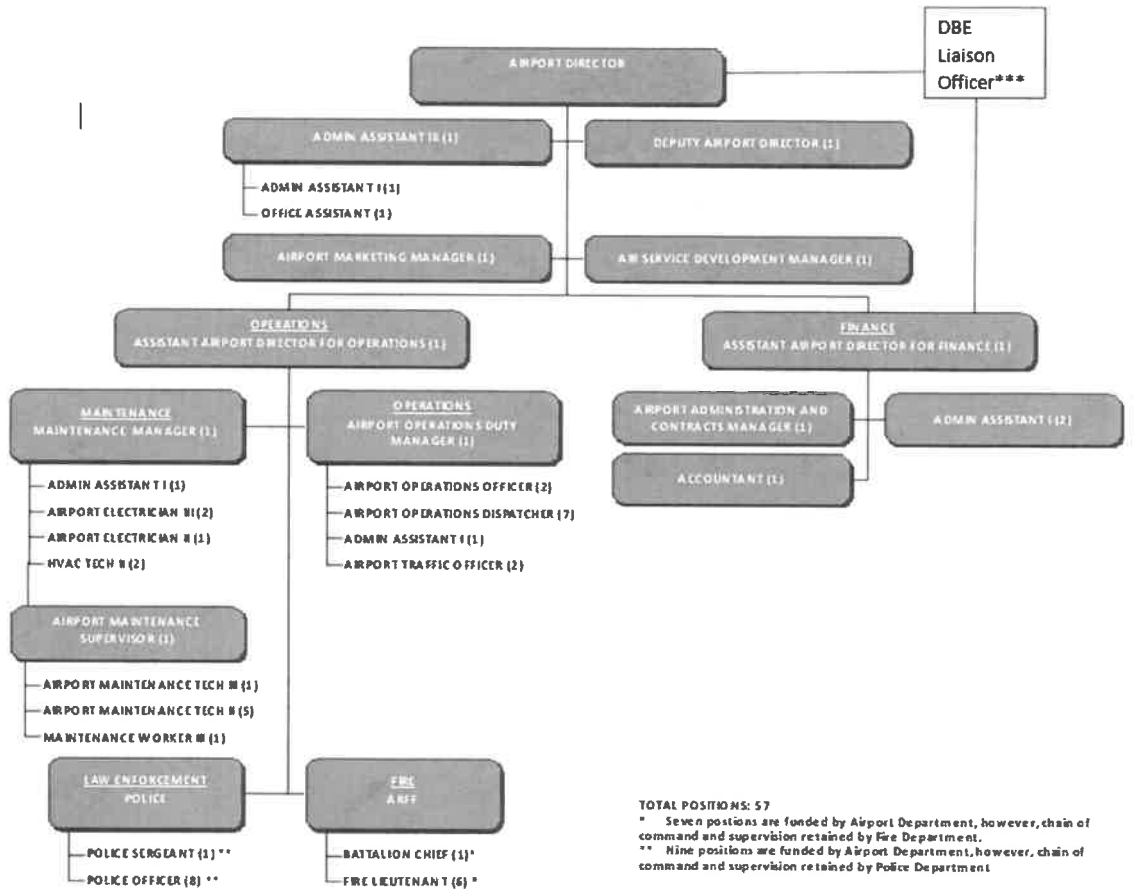 DBE
Liaison
Officer***
AIRPORT DIRECTOR
ADMIN ASSISTANT III (1)
DEPUTY AIRPORT DIRECTOR (1)
ADMIN ASSISTANT I (1)
OFFICE ASSISTANT (1)
AIRPORT MARKETING MANAGER (1)
AIR SERVICE DEVELOPMENT MANAGER (1)
OPERATIONS
ASSISTANT AIRPORT DIRECTOR FOR OPERATIONS (1)
FINANCE
ASSISTANT AIRPORT DIRECTOR FOR FINANCE (1)
MAINTENANCE
MAINTENANCE MANAGER (1)
OPERATIONS
AIRPORT OPERATIONS DUTY
MANAGER (1)
AIRPORT ADMINISTRATION AND
CONTRACTS MANAGER (1)
ADMIN ASSISTANT I (2)
ACCOUNTANT (1)
ADMIN ASSISTANT I (1)
AIRPORT ELECTRICIAN III (2)
AIRPORT ELECTRICIAN II (1)
HVAC TECH II (2)
AIRPORT OPERATIONS OFFICER (2)
AIRPORT OPERATIONS DISPATCHER (7)
ADMIN ASSISTANT I (1)
AIRPORT TRAFFIC OFFICER (2)
AIRPORT MAINTENANCE
SUPERVISOR (1)
AIRPORT MAINTENANCE TECH III (1)
AIRPORT MAINTENANCE TECH II (5)
MAINTENANCE WORKER III (1)
LAW ENFORCEMENT
POLICE
FIRE
ARFF
POLICE SERGEANT (1) **
POLICE OFFICER (8) **
BATTALION CHIEF (1) *
FIRE LIEUTENANT (6) *
TOTAL POSITIONS: 57
* Seven postions are funded by Airport Department, however, chain of
command and supervision retained by Fire Department.
** Nine positions are funded by Airport Department, however, chain of
command and supervision retained by Police Department